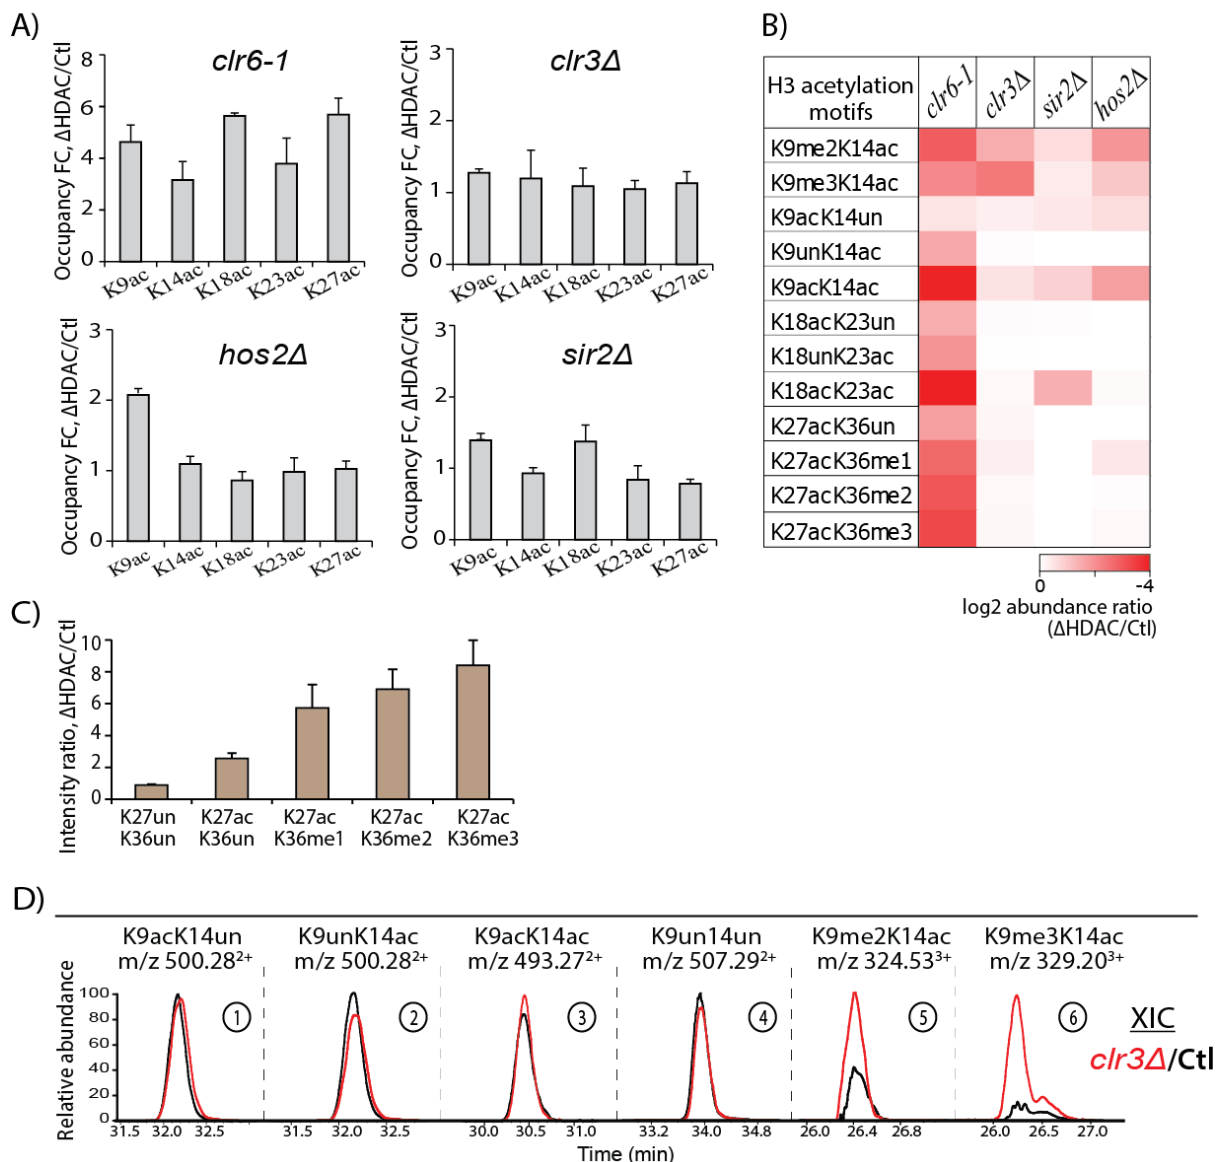 A)
clr6-1
Occupancy FC, ΔHDAC/Ctl
8
6
4
2
0
K9ac
K14ac
K18ac
K23ac
K27ac
clr3Δ
Occupancy FC, ΔHDAC/Ctl
3
2
1
0
K9ac
K14ac
K18ac
K23ac
K27ac
hos2Δ
Occupancy FC, ΔHDAC/Ctl
3
2
1
0
K9ac
K14ac
K18ac
K23ac
K27ac
sir2Δ
Occupancy FC, ΔHDAC/Ctl
3
2
1
0
K9ac
K14ac
K18ac
K23ac
K27ac
B)
H3 acetylation
motifs
clr6-1
clr3Δ
sir2Δ
hos2Δ
K9me2K14ac
K9me3K14ac
K9acK14un
K9unK14ac
K9acK14ac
K18acK23un
K18unK23ac
K18acK23ac
K27acK36un
K27acK36me1
K27acK36me2
K27acK36me3
0 -4
log2 abundance ratio
(ΔHDAC/Ctl)
C)
Intensity ratio, ΔHDAC/Ctl
10
8
6
4
2
0
K27un
K36un
K27ac
K36un
K27ac
K36me1
K27ac
K36me2
K27ac
K36me3
D)
K9acK14un
m/z 500.28²⁺
K9unK14ac
m/z 500.28²⁺
K9acK14ac
m/z 493.27²⁺
K9un14un
m/z 507.29²⁺
K9me2K14ac
m/z 324.53³⁺
K9me3K14ac
m/z 329.20³⁺
Relative abundance
100
80
60
40
20
0
1
2
3
4
5
6
XIC
clr3Δ/Ctl
31.5 32.0 32.5
31.5 32.0 32.5
30.0 30.5 31.0
33.2 34.0 34.8
26.0 26.4 26.8
26.0 26.5 27.0
Time (min)